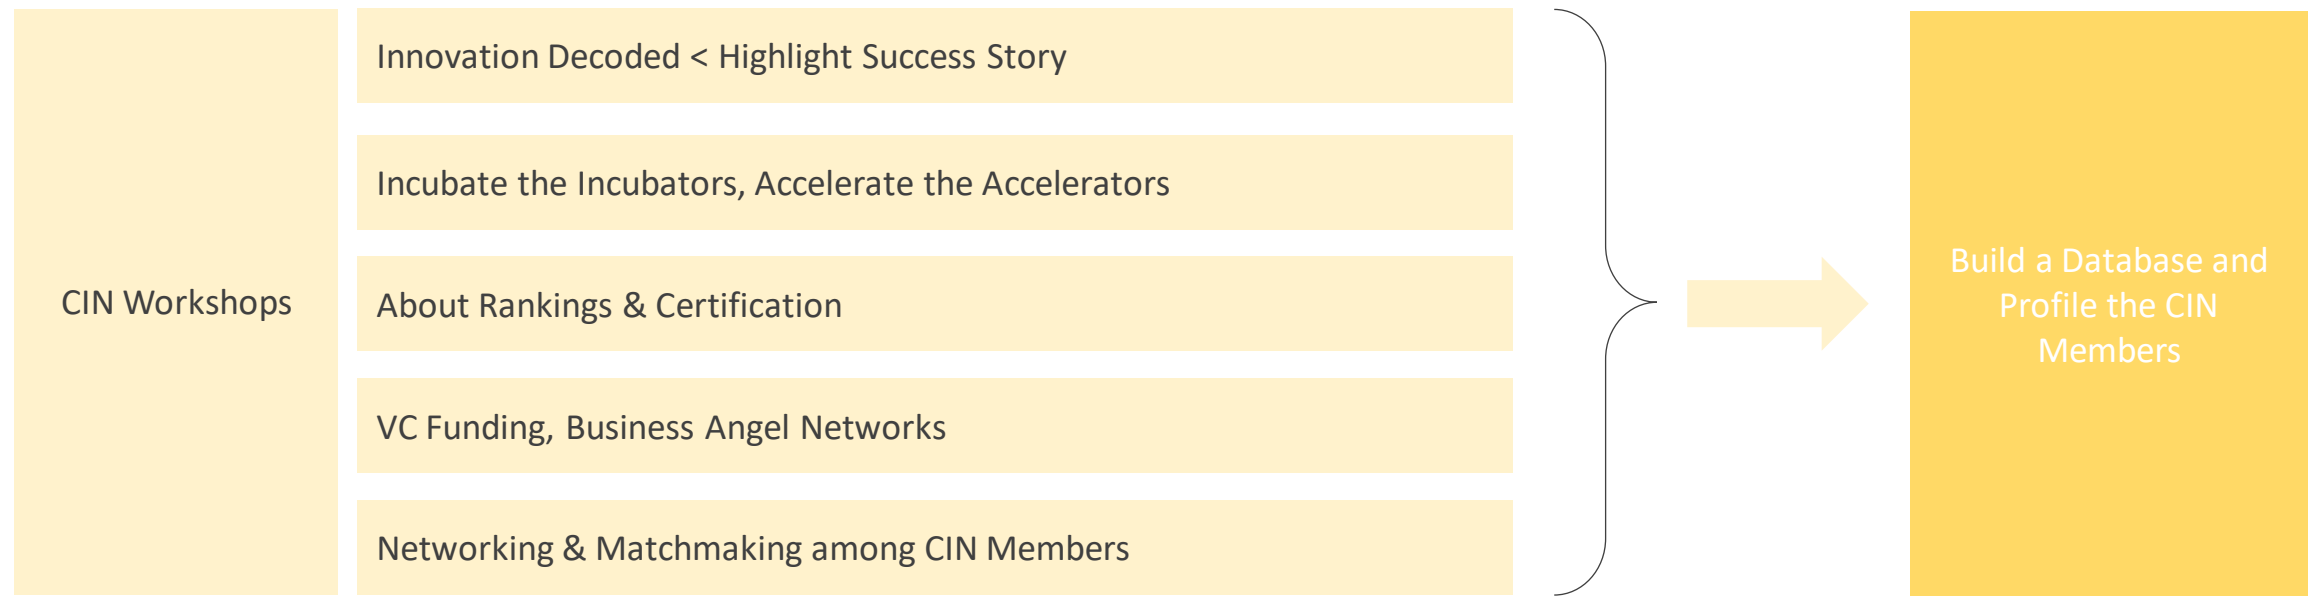 CIN Workshops
Innovation Decoded < Highlight Success Story
Incubate the Incubators, Accelerate the Accelerators
About Rankings & Certification
VC Funding, Business Angel Networks
Networking & Matchmaking among CIN Members
Build a Database and
Profile the CIN
Members